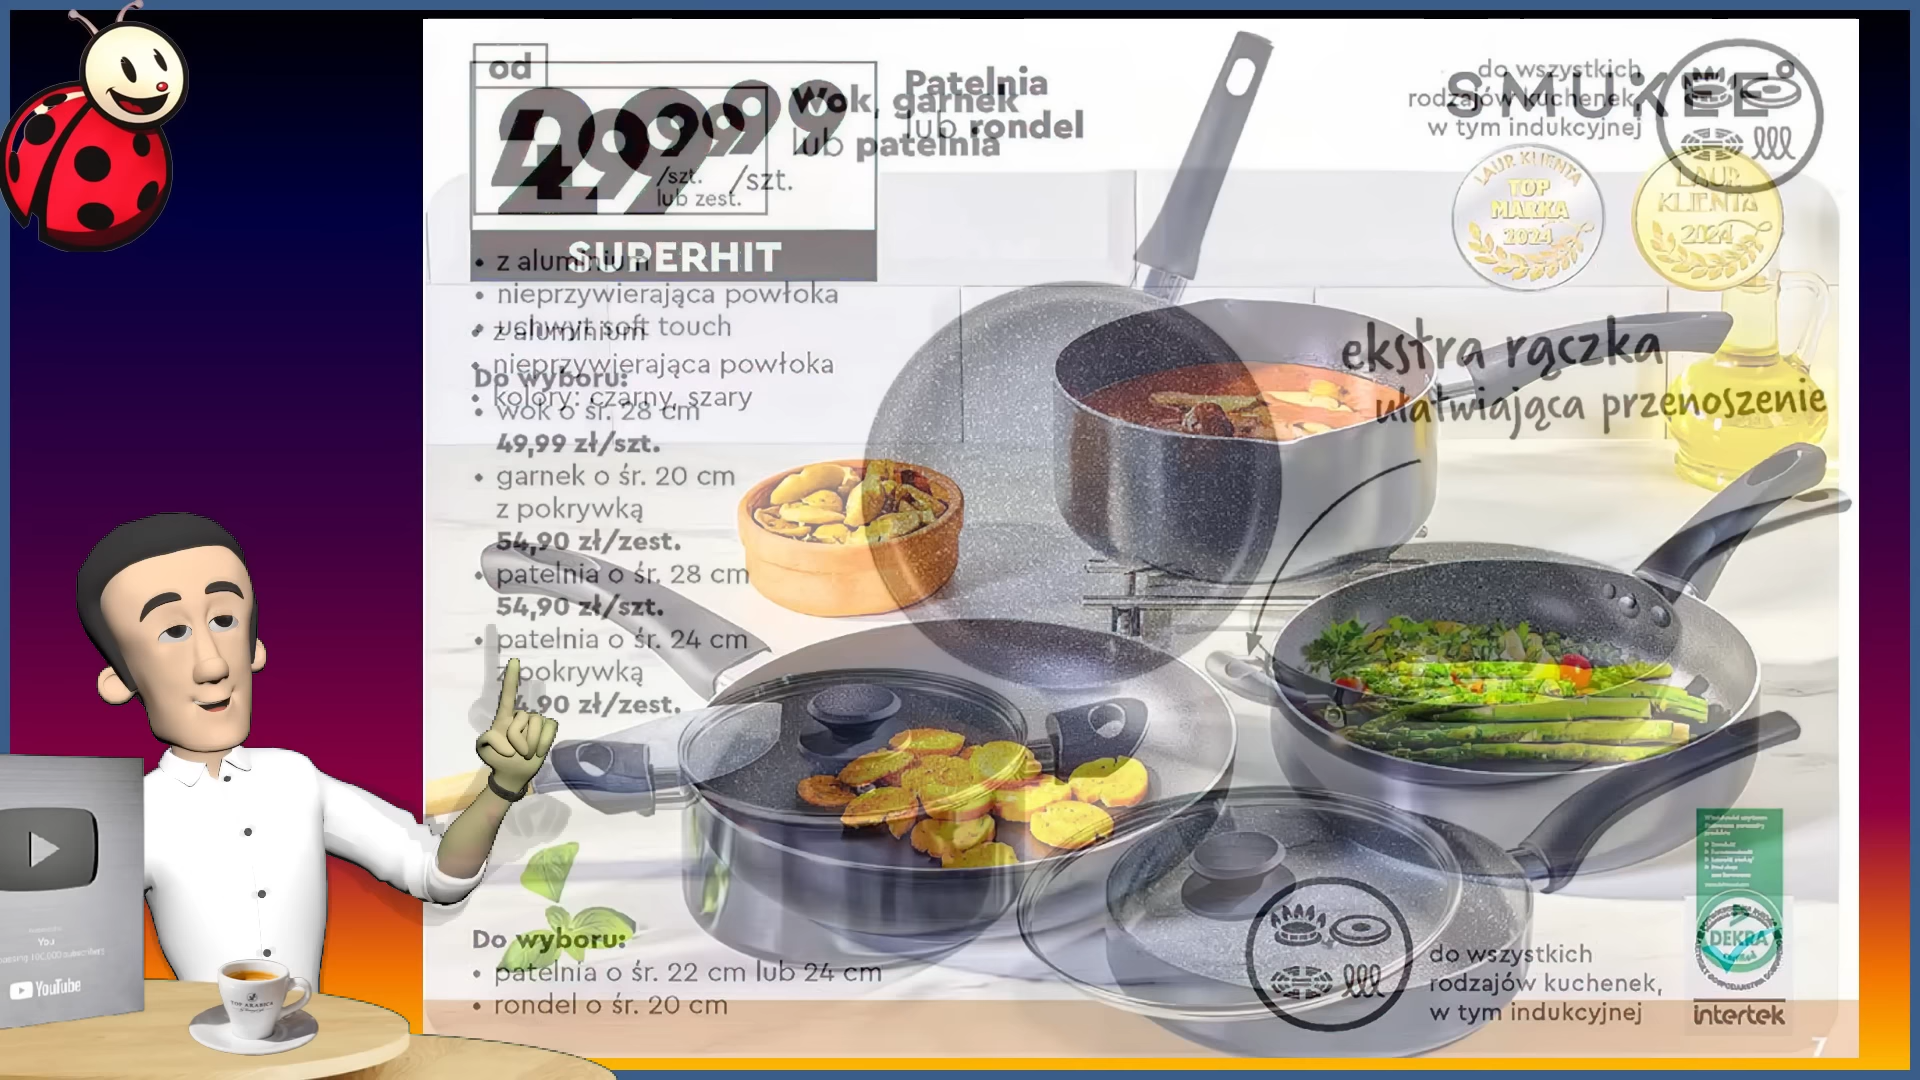 od
49,99
/szt.
lub zest.
Wok, garnek
lub patelnia
29,99
/szt.
Patelnia
lub rondel
SUPERHIT
SMUKEE
do wszystkich
rodzajów kuchenek,
w tym indukcyjnej
LAUR KLIENTA
TOP
MARKA
2024
LAUR
KLIENTA
2024
• z aluminium
• nieprzywierająca powłoka
• uchwyt soft touch
• z aluminium
• nieprzywierająca powłoka
• kolory: czarny, szary
Do wyboru:
• wok o śr. 28 cm
49,99 zł/szt.
• garnek o śr. 20 cm
z pokrywką
54,90 zł/zest.
• patelnia o śr. 28 cm
54,90 zł/szt.
• patelnia o śr. 24 cm
z pokrywką
4,90 zł/zest.
ekstra rączka
ułatwiająca przenoszenie
Do wyboru:
• patelnia o śr. 22 cm lub 24 cm
• rondel o śr. 20 cm
do wszystkich
rodzajów kuchenek,
w tym indukcyjnej
DEKRA
intertek
7
You
YouTube
TOP ARABICA